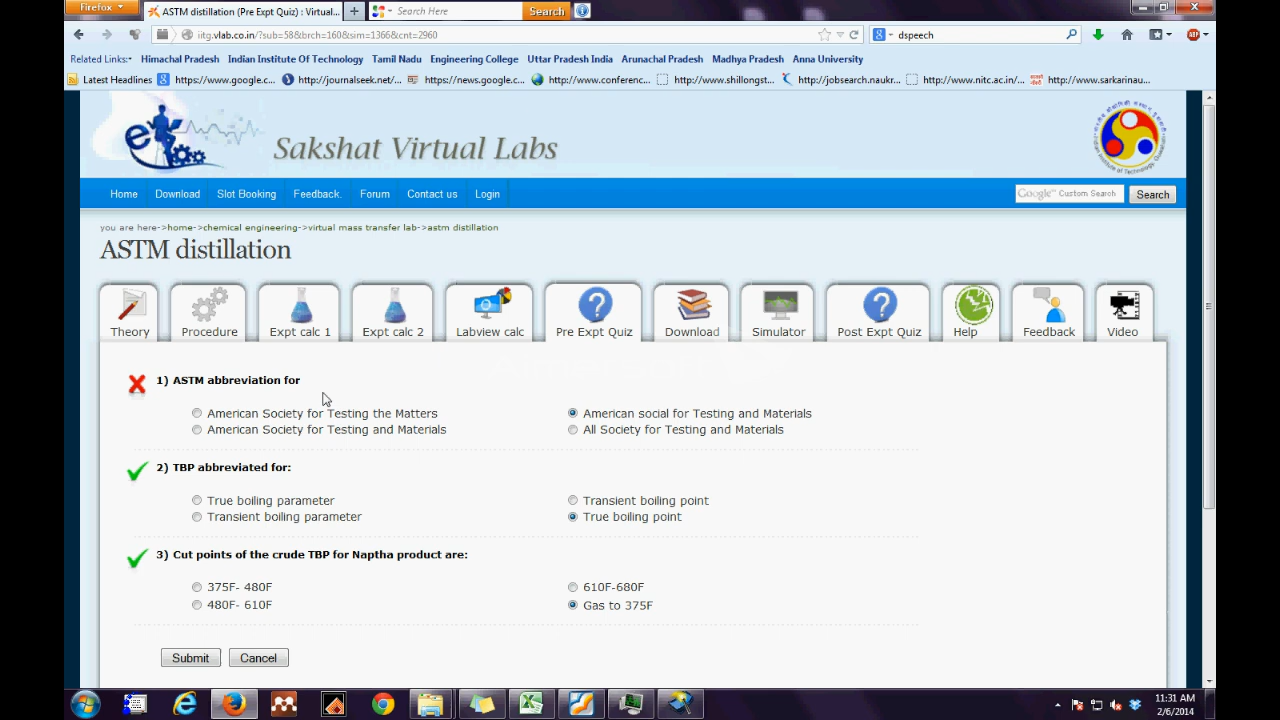 Firefox
ASTM distillation (Pre Expt Quiz) : Virtual...
Search Here
Search
iitg.vlab.co.in/?sub=58&brch=160&sim=1366&cnt=2960
dspeech
Related Links:- Himachal Pradesh Indian Institute Of Technology Tamil Nadu Engineering College Uttar Pradesh India Arunachal Pradesh Madhya Pradesh Anna University
Latest Headlines https://www.google.c... http://journalseek.net/... https://news.google.c... http://www.conferenc... http://www.shillongst... http://jobsearch.naukr... http://www.nitc.ac.in/... http://www.sarkarinau...
Sakshat Virtual Labs
Home Download Slot Booking Feedback. Forum Contact us Login
Google™ Custom Search Search
you are here->home->chemical engineering->virtual mass transfer lab->astm distillation
ASTM distillation
Theory Procedure Expt calc 1 Expt calc 2 Labview calc Pre Expt Quiz Download Simulator Post Expt Quiz Help Feedback Video
1) ASTM abbreviation for
American Society for Testing the Matters American social for Testing and Materials
American Society for Testing and Materials All Society for Testing and Materials
2) TBP abbreviated for:
True boiling parameter Transient boiling point
Transient boiling parameter True boiling point
3) Cut points of the crude TBP for Naptha product are:
375F- 480F 610F-680F
480F- 610F Gas to 375F
Submit Cancel
11:31 AM
2/6/2014